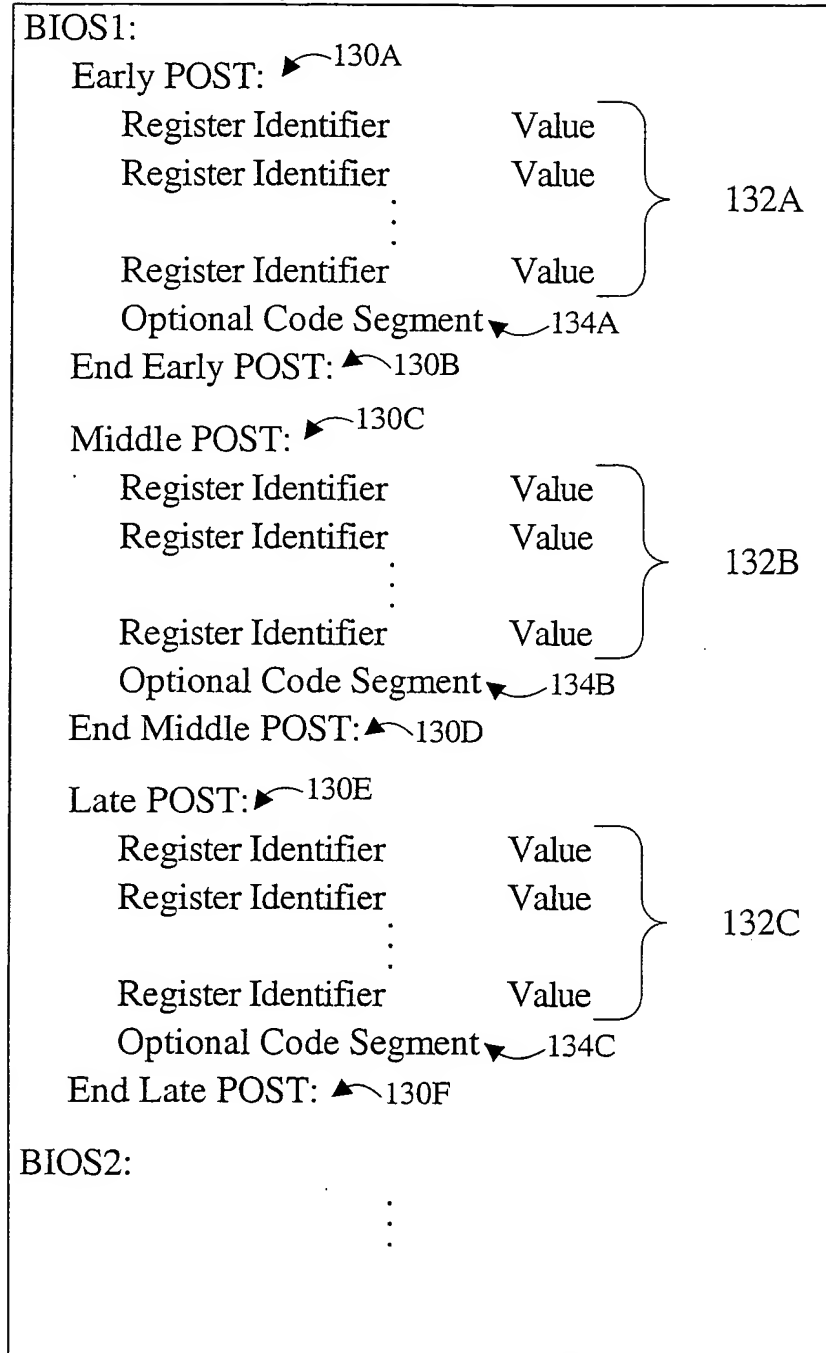 BIOS1:
Early POST: 130A
Register Identifier Value
Register Identifier Value
132A
Register Identifier Value
Optional Code Segment 134A
End Early POST: 130B
Middle POST: 130C
Register Identifier Value
Register Identifier Value
132B
Register Identifier Value
Optional Code Segment 134B
End Middle POST: 130D
Late POST: 130E
Register Identifier Value
Register Identifier Value
132C
Register Identifier Value
Optional Code Segment 134C
End Late POST: 130F
BIOS2: